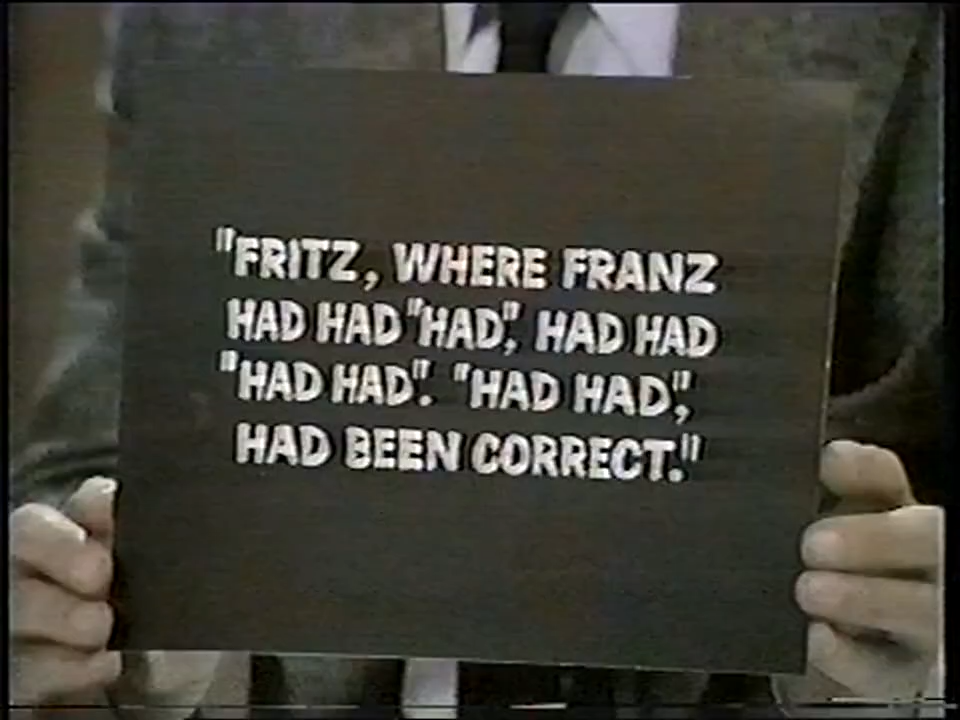 "FRITZ, WHERE FRANZ
HAD HAD "HAD", HAD HAD
"HAD HAD". "HAD HAD",
HAD BEEN CORRECT."